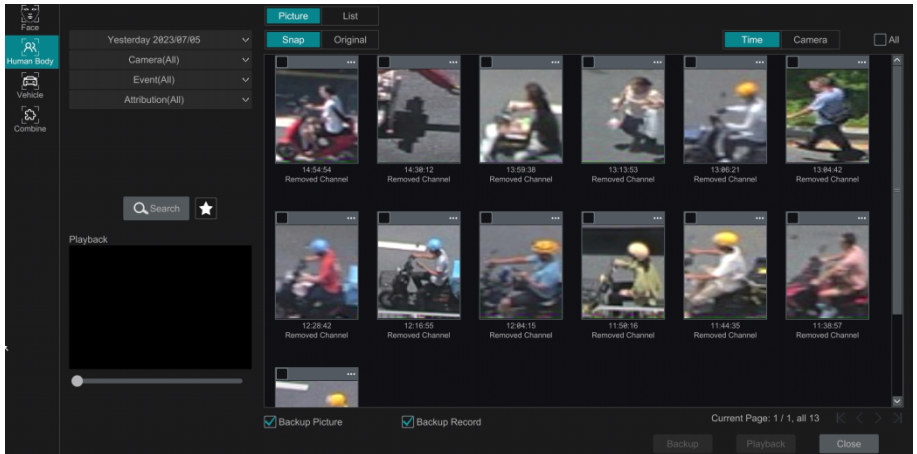 Face
Human Body
Vehicle
Combine
Yesterday 2023/07/05
Camera(All)
Event(All)
Attribution(All)
Search
Playback
Picture List
Snap Original
Time Camera All
14:54:54 14:30:12 13:59:38 13:13:53 13:06:21 13:04:42
Removed Channel Removed Channel Removed Channel Removed Channel Removed Channel Removed Channel
12:28:42 12:16:55 12:04:15 11:50:16 11:44:35 11:38:57
Removed Channel Removed Channel Removed Channel Removed Channel Removed Channel Removed Channel
Backup Picture Backup Record Current Page: 1 / 1, all 13
Backup Playback Close